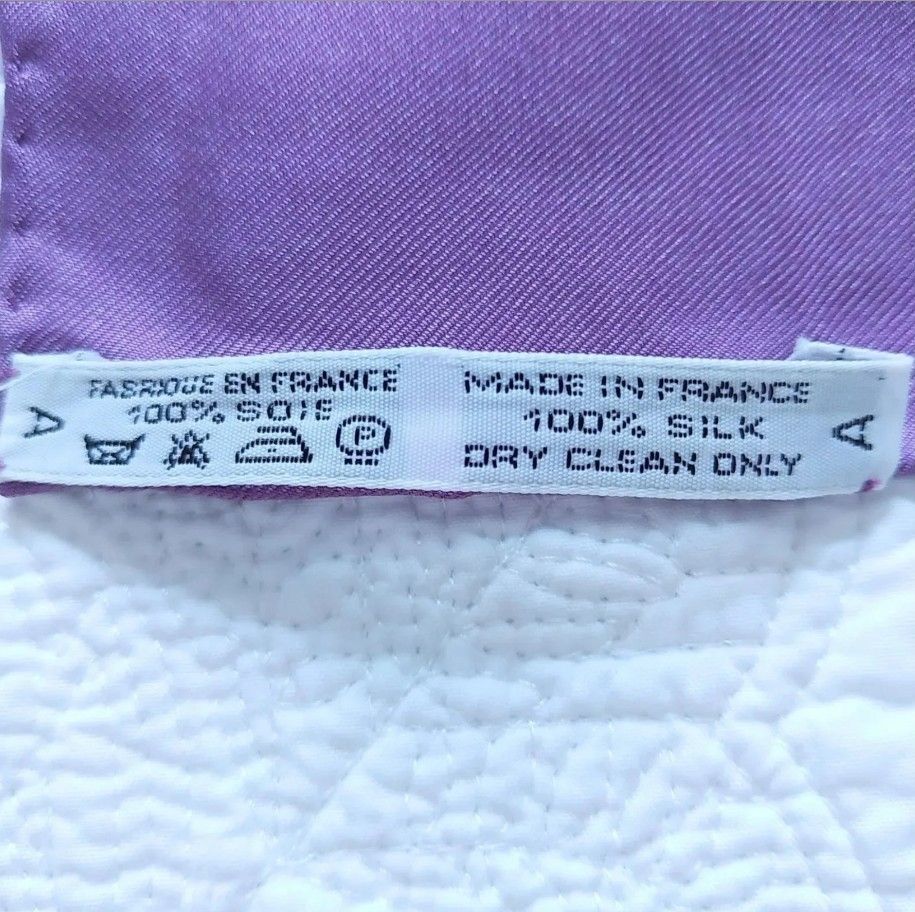 A
FABRIQUE EN FRANCE
100% SOIE
P
MADE IN FRANCE
100% SILK
DRY CLEAN ONLY
A